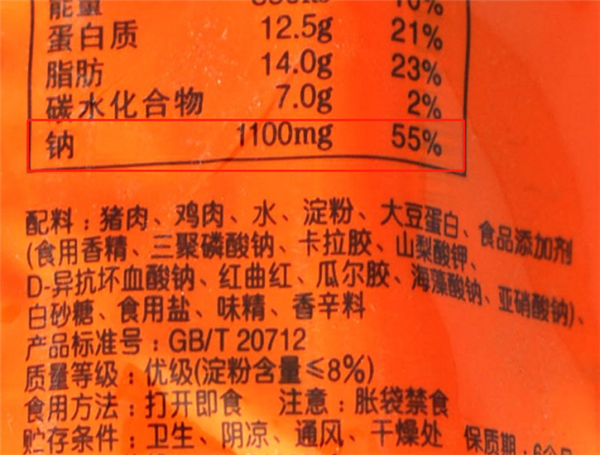 能量 10%
蛋白质 12.5g 21%
脂肪 14.0g 23%
碳水化合物 7.0g 2%
钠 1100mg 55%
配料：猪肉、鸡肉、水、淀粉、大豆蛋白、食品添加剂
(食用香精、三聚磷酸钠、卡拉胶、山梨酸钾、
D-异抗坏血酸钠、红曲红、瓜尔胶、海藻酸钠、亚硝酸钠)、
白砂糖、食用盐、味精、香辛料
产品标准号：GB/T 20712
质量等级：优级(淀粉含量≤8%)
食用方法：打开即食 注意：胀袋禁食
贮存条件：卫生、阴凉、通风、干燥处 保质期：6个月